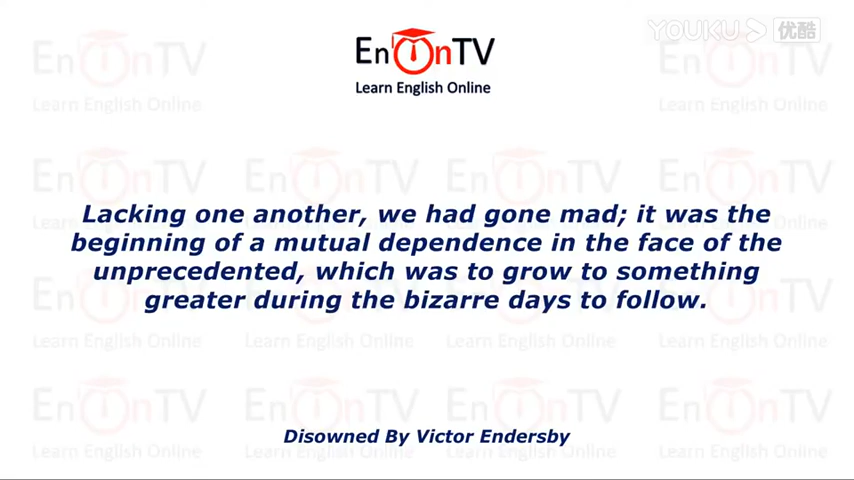 YOUKU 优酷
EnOnTV
Learn English Online
Lacking one another, we had gone mad; it was the
beginning of a mutual dependence in the face of the
unprecedented, which was to grow to something
greater during the bizarre days to follow.
Disowned By Victor Endersby